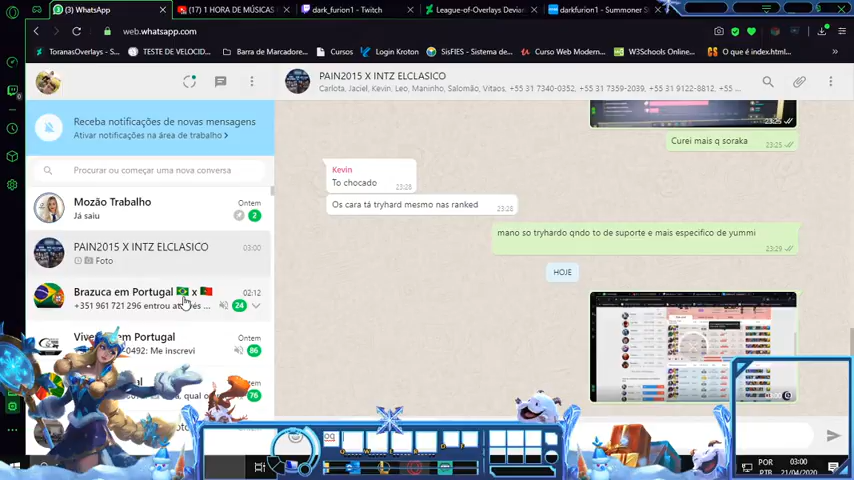 (3) WhatsApp
(17) 1 HORA DE MÚSICAS
dark_furion1 - Twitch
League-of-Overlays Devian
darkfurion1 - Summoner S
web.whatsapp.com
ToranasOverlays - S...
TESTE DE VELOCID...
Barra de Marcadore...
Cursos
Login Kroton
SisFIES - Sistema de...
Curso Web Modern...
W3Schools Onlin...
O que é index.html...
PAIN2015 X INTZ ELCLASICO
Carlota, Jaciel, Kevin, Leo, Maninho, Salomão, Vitaos, +55 31 7340-0352, +55 31 7359-2039, +55 31 9122-8812, ...
Receba notificações de novas mensagens
Ativar notificações na área de trabalho
Procurar ou começar uma nova conversa
Mozão Trabalho
Ontem
Já saiu
2
PAIN2015 X INTZ ELCLASICO
03:00
Foto
Brazuca em Portugal x
02:12
+351 961 721 296 entrou através ...
24
em Portugal
Ontem
-0492: Me inscrevi
86
76
23:25
Curei mais q soraka
23:25
Kevin
To chocado
23:28
Os cara tá tryhard mesmo nas ranked
23:28
mano so tryhardo qndo to de suporte e mais especifico de yummi
23:29
HOJE
POR
PTB
03:00
21/04/2020